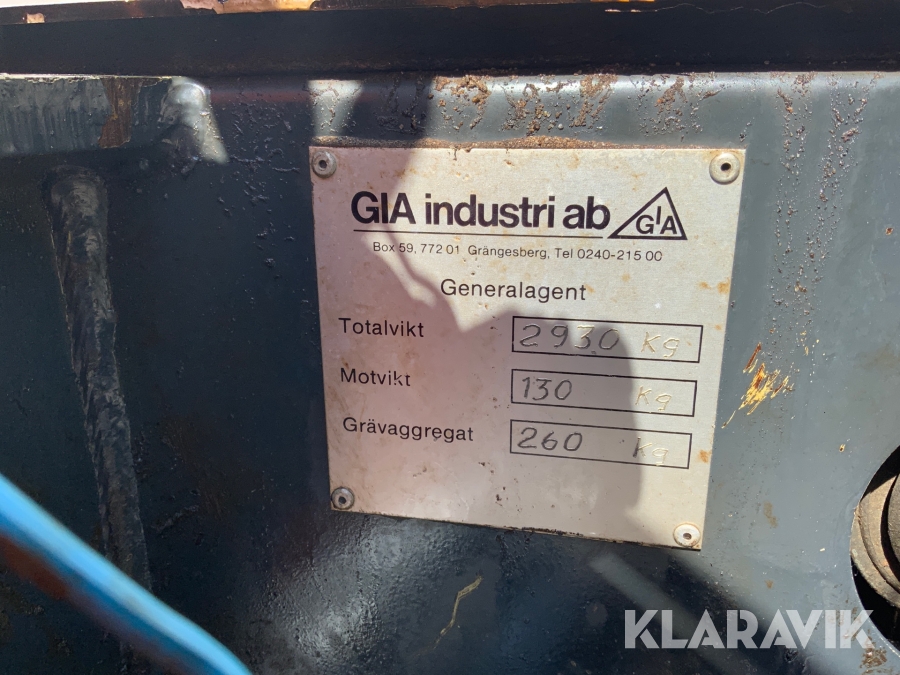 GIA industri ab GIA
Box 59, 772 01 Grängesberg, Tel 0240-215 00
Generalagent
Totalvikt 2930 Kg
Motvikt 130 Kg
Grävaggregat 260 Kg
KLARAVIK